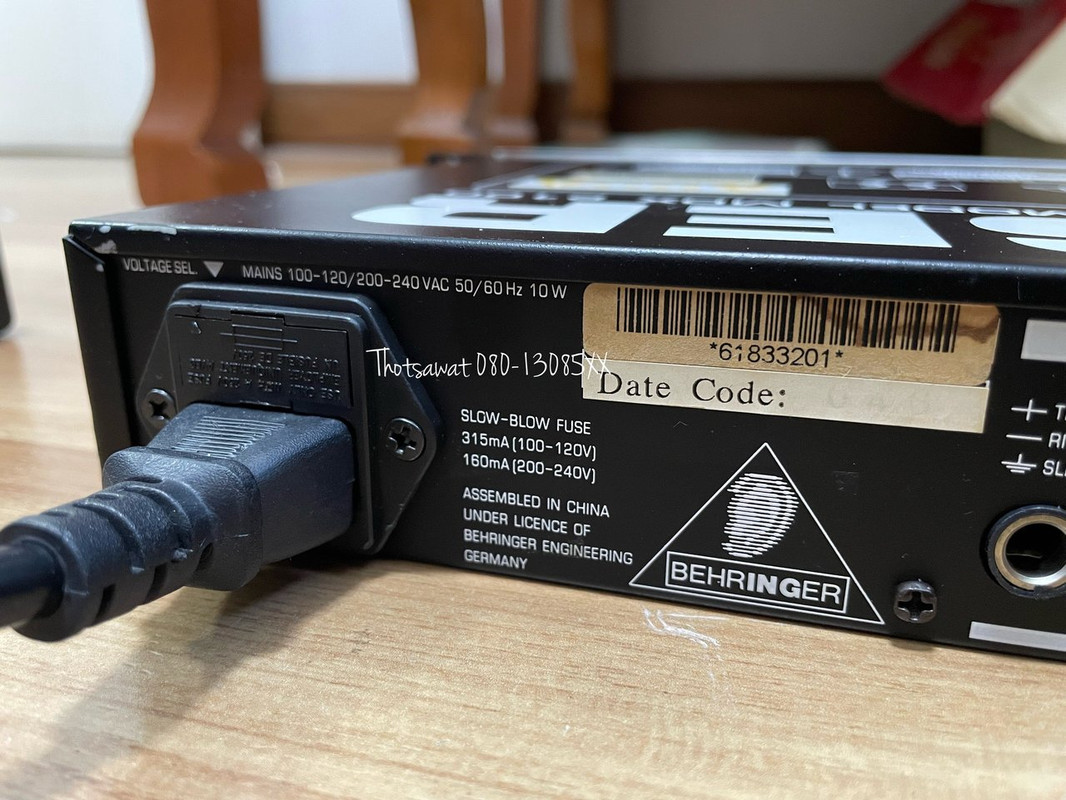 VOLTAGE SEL. MAINS 100-120/200-240 VAC 50/60 Hz 10 W
*61833201*
Date Code:
Thotsawat 080-13085XX
SLOW-BLOW FUSE
315mA (100-120V)
160mA (200-240V)
ASSEMBLED IN CHINA
UNDER LICENCE OF
BEHRINGER ENGINEERING
GERMANY
BEHRINGER